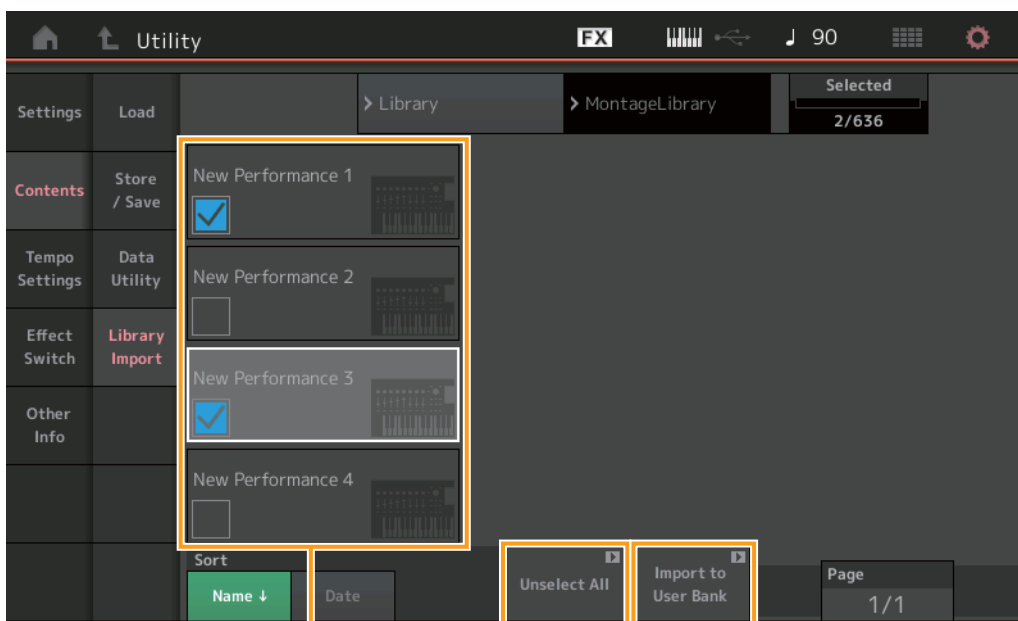 Utility
FX
♩ 90
Settings
Load
> Library
> MontageLibrary
Selected
2/636
Contents
Store
/ Save
New Performance 1
Tempo
Settings
Data
Utility
New Performance 2
Effect
Switch
Library
Import
New Performance 3
Other
Info
New Performance 4
Sort
Name ↓
Date
Unselect All
Import to
User Bank
Page
1/1